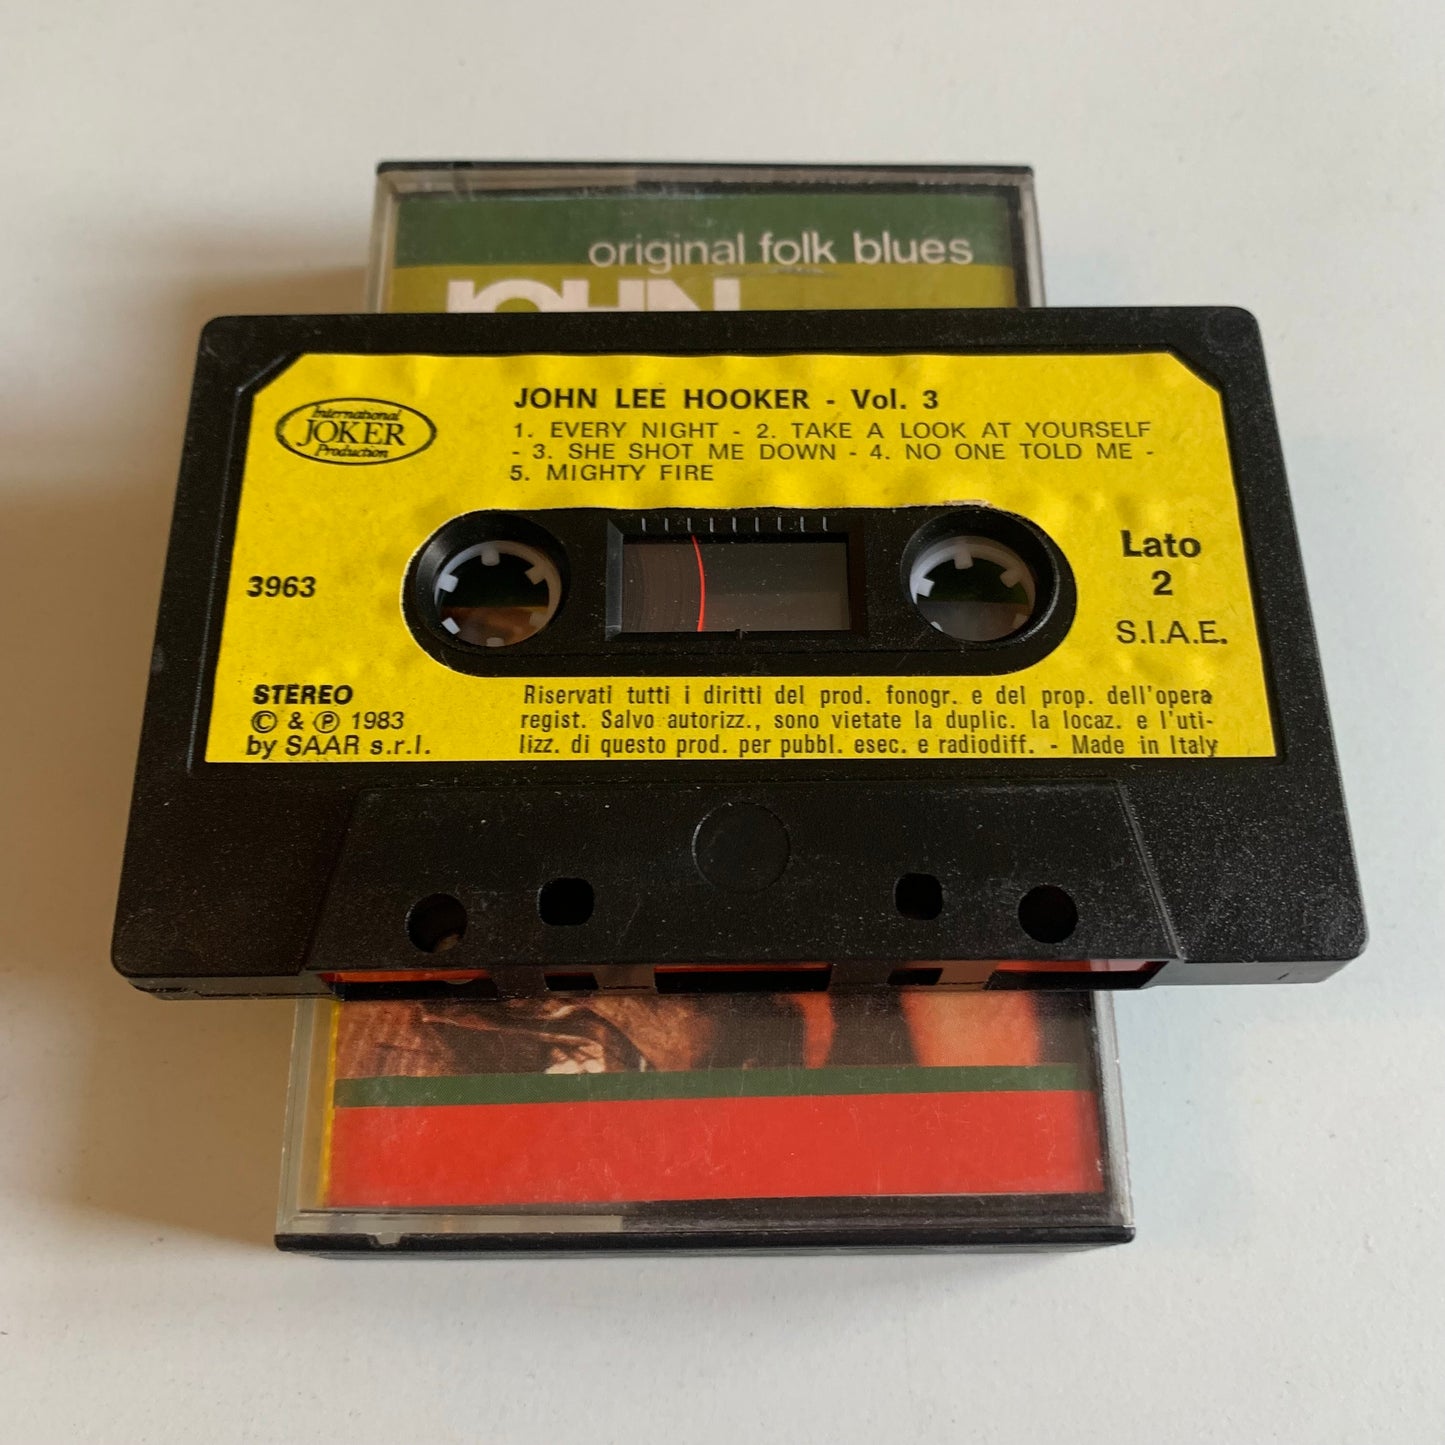 original folk blues
JOHN
International
JOKER
Production
JOHN LEE HOOKER - Vol. 3
1. EVERY NIGHT - 2. TAKE A LOOK AT YOURSELF
- 3. SHE SHOT ME DOWN - 4. NO ONE TOLD ME -
5. MIGHTY FIRE
3963
Lato
2
S.I.A.E.
STEREO
© & ℗ 1983
by SAAR s.r.l.
Riservati tutti i diritti del prod. fonogr. e del prop. dell'opera
regist. Salvo autorizz., sono vietate la duplic. la locaz. e l'uti-
lizz. di questo prod. per pubbl. esec. e radiodiff. - Made in Italy